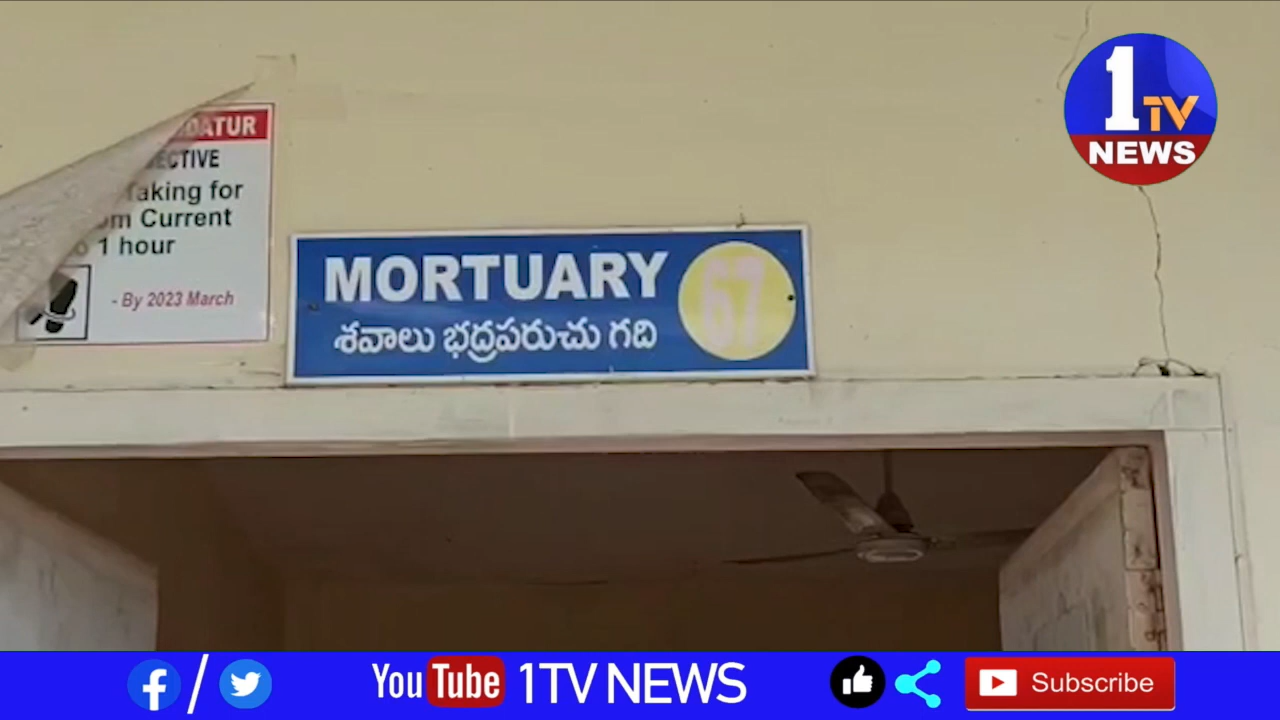 1
TV
NEWS
DATUR
ECTIVE
Taking for
Current
1 hour
- By 2023 March
MORTUARY
67
శవాలు భద్రపరుచు గది
You Tube 1TV NEWS
Subscribe